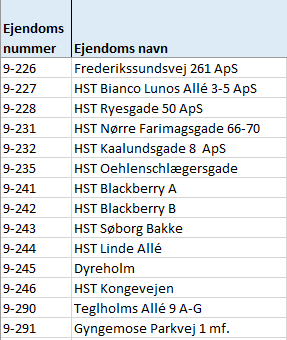 Ejendoms
nummer Ejendoms navn
9-226 Frederikssundsvej 261 ApS
9-227 HST Bianco Lunos Allé 3-5 ApS
9-228 HST Ryesgade 50 ApS
9-231 HST Nørre Farimagsgade 66-70
9-232 HST Kaalundsgade 8  ApS
9-235 HST Oehlenschlægersgade
9-241 HST Blackberry A
9-242 HST Blackberry B
9-243 HST Søborg Bakke
9-244 HST Linde Allé
9-245 Dyreholm
9-246 HST Kongevejen
9-290 Teglholms Allé 9 A-G
9-291 Gyngemose Parkvej 1 mf.